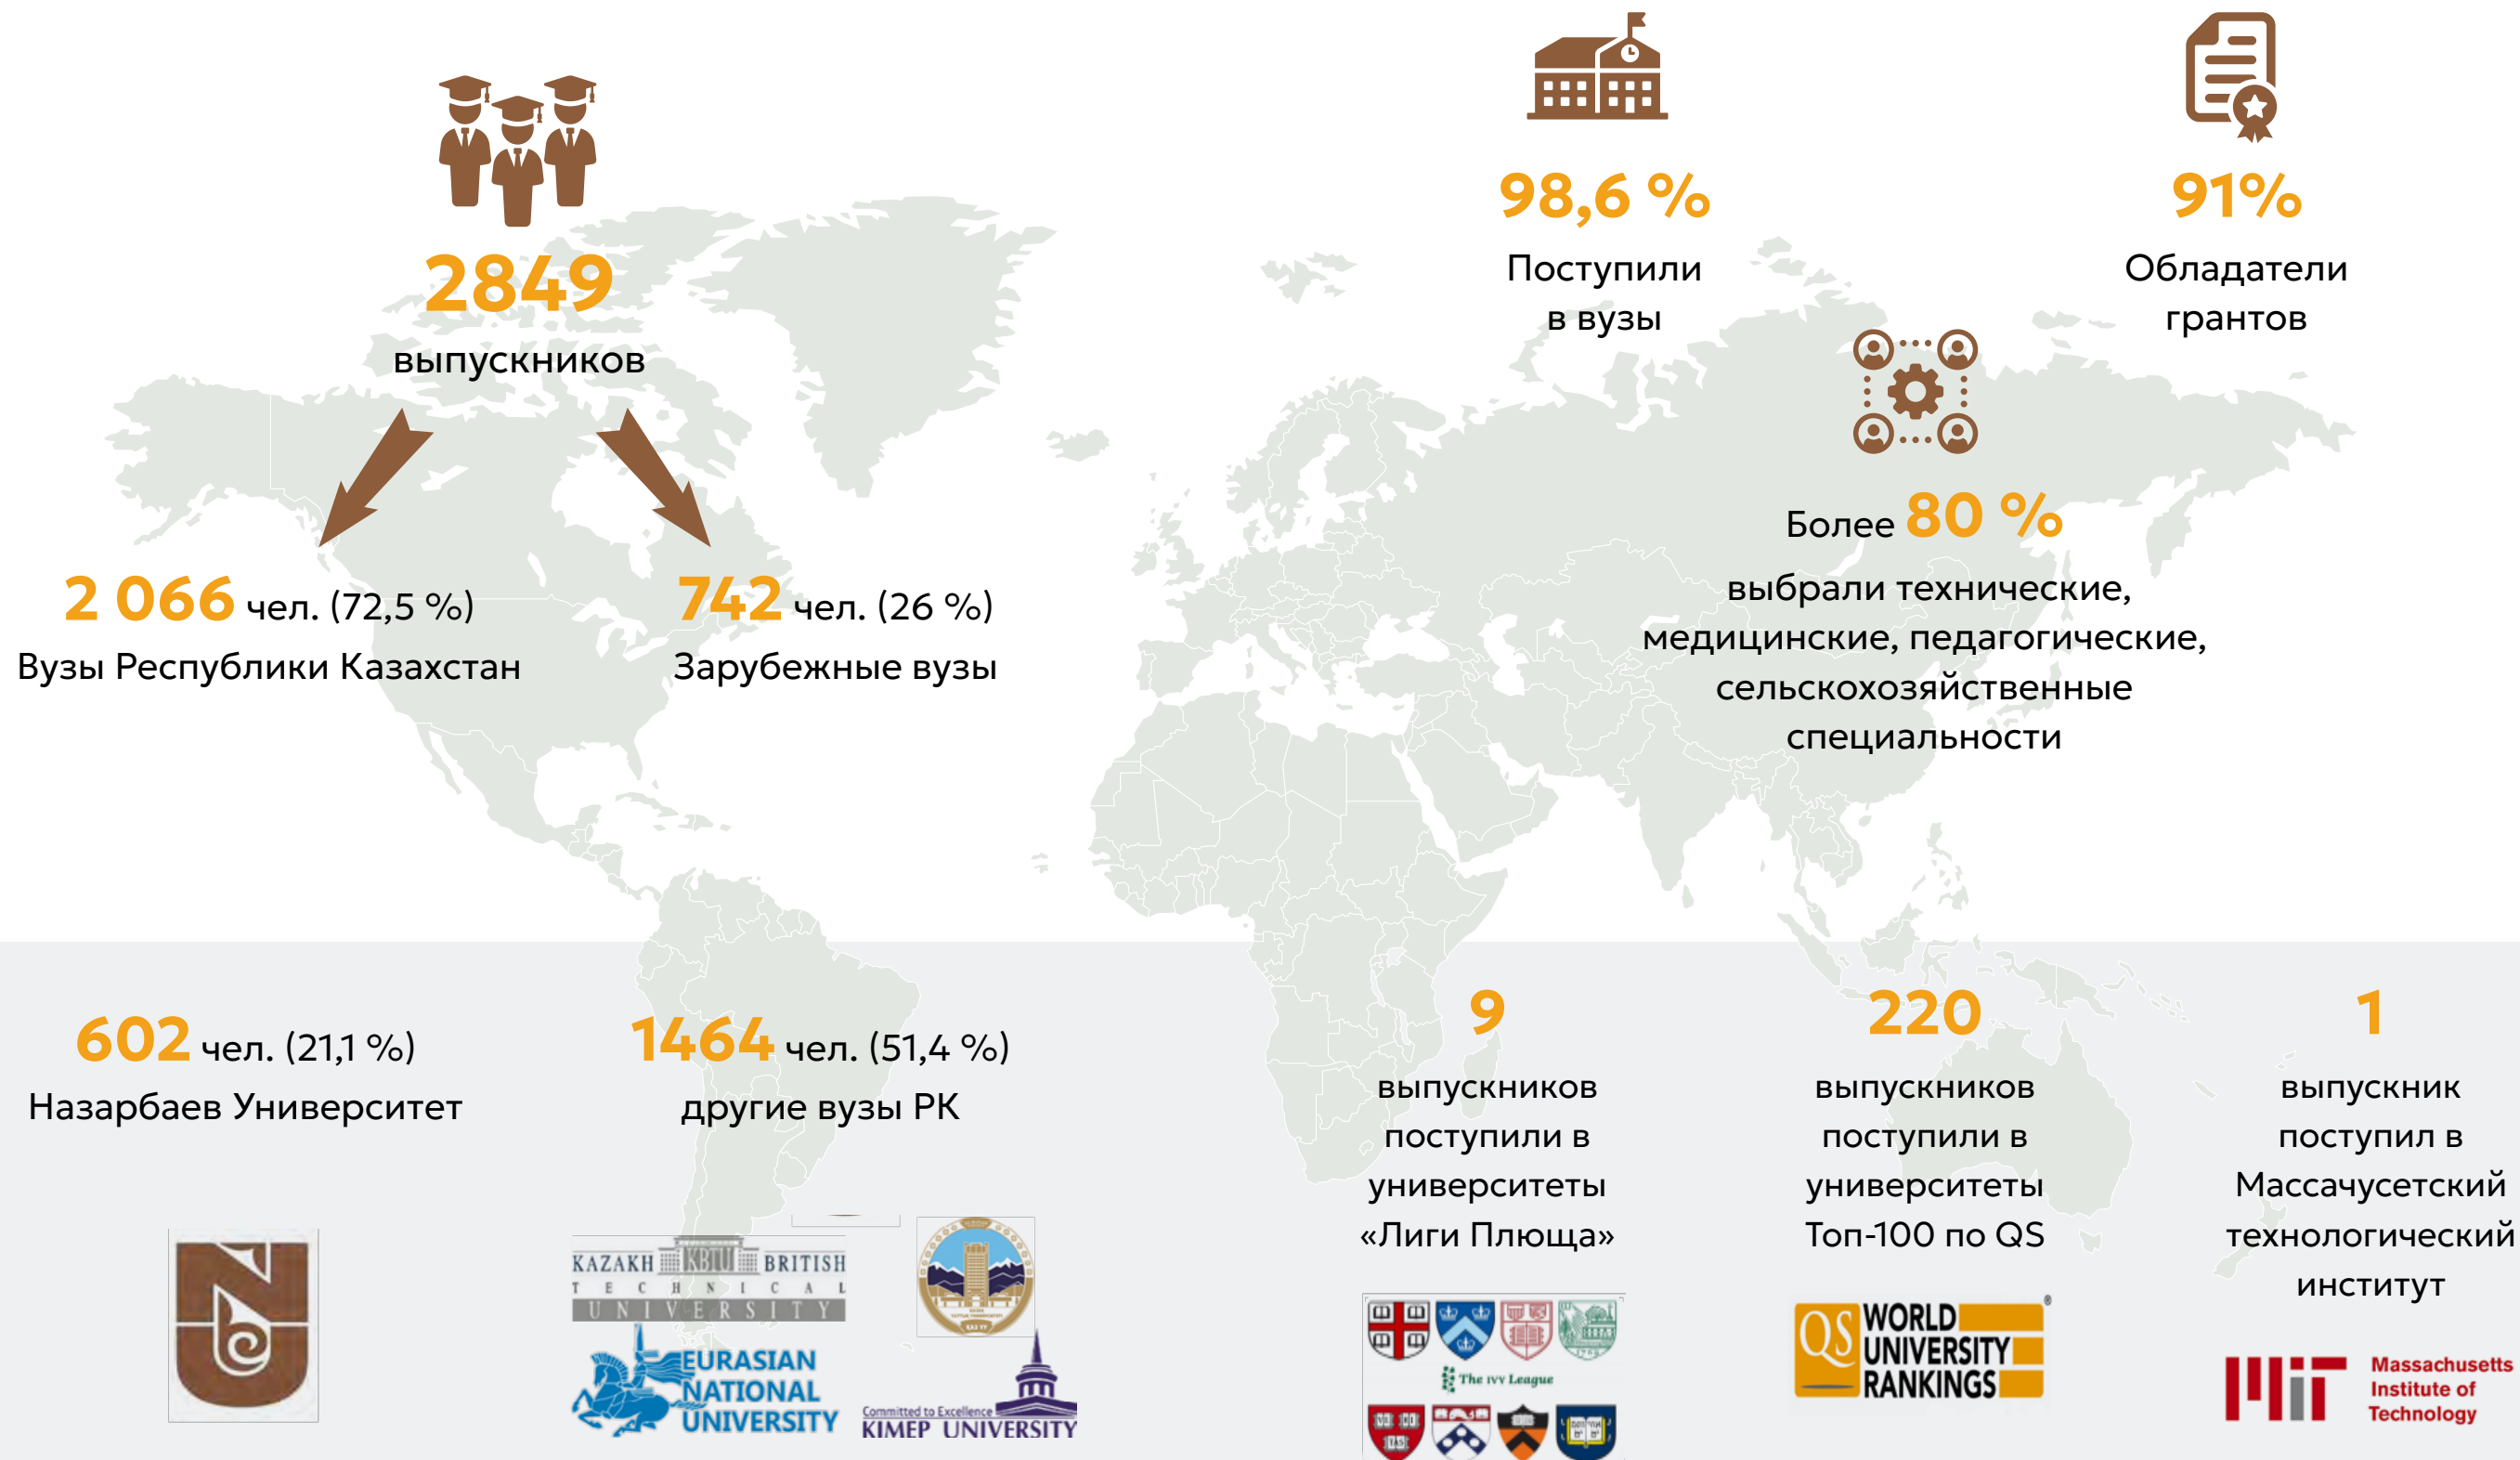 2849
выпускников
2 066 чел. (72,5 %)
Вузы Республики Казахстан
742 чел. (26 %)
Зарубежные вузы
98,6 %
Поступили
в вузы
91%
Обладатели
грантов
Более 80 %
выбрали технические,
медицинские, педагогические,
сельскохозяйственные
специальности
602 чел. (21,1 %)
Назарбаев Университет
1464 чел. (51,4 %)
другие вузы РК
KAZAKH KBTU BRITISH
TECHNICAL
UNIVERSITY
EURASIAN
NATIONAL
UNIVERSITY
Committed to Excellence
KIMEP UNIVERSITY
9
выпускников
поступили в
университеты
«Лиги Плюща»
The Ivy League
220
выпускников
поступили в
университеты
Топ-100 по QS
QS WORLD
UNIVERSITY
RANKINGS
®
1
выпускник
поступил в
Массачусетский
технологический
институт
MIT
Massachusetts
Institute of
Technology